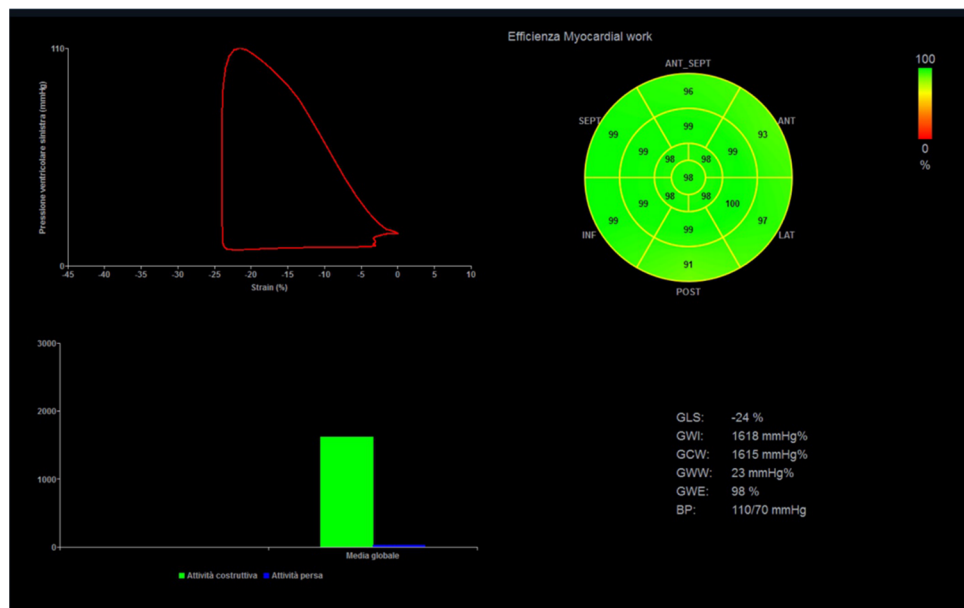 Efficienza Myocardial work
110
Pressione ventricolare sinistra (mmHg)
0
-45 -40 -35 -30 -25 -20 -15 -10 -5 0 5 10
Strain (%)
ANT_SEPT
SEPT
ANT
INF
LAT
POST
96
99 93
99
99 99
98 98
98
98 98
99 100
99 97
99
91
100
0
%
3000
2000
1000
0
Media globale
Attività costruttiva Attività persa
GLS: -24 %
GWI: 1618 mmHg%
GCW: 1615 mmHg%
GWW: 23 mmHg%
GWE: 98 %
BP: 110/70 mmHg